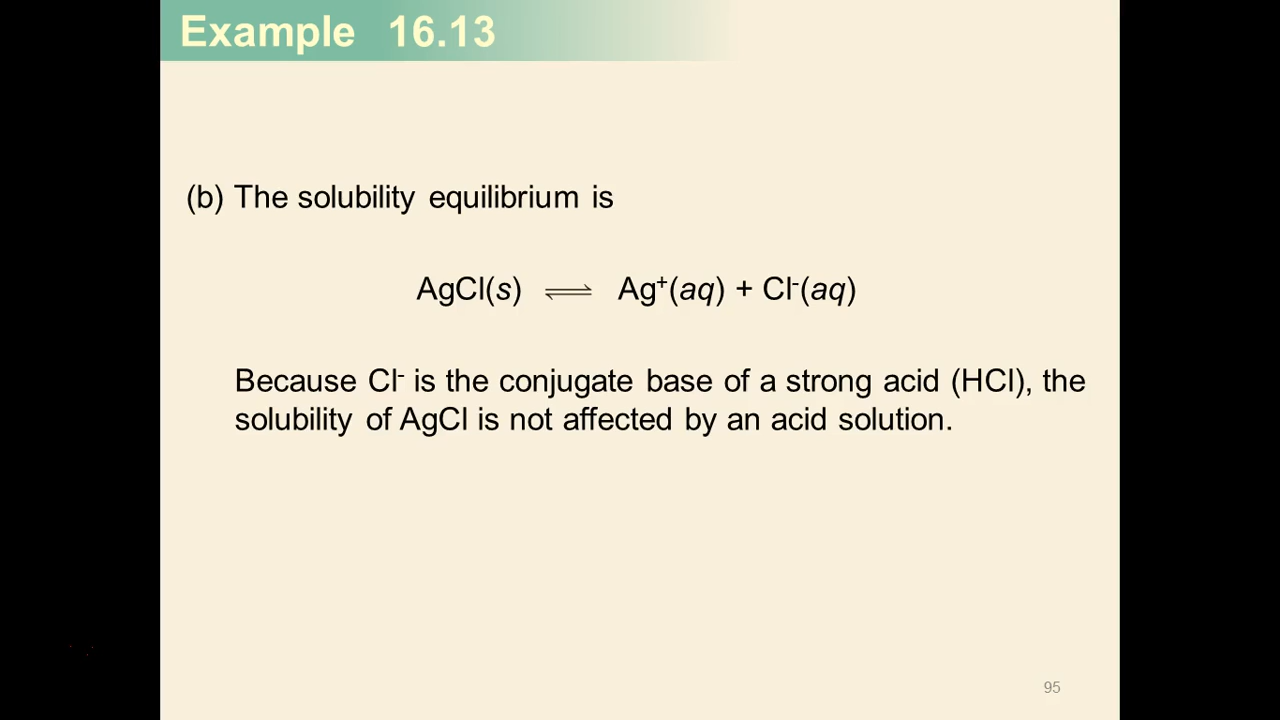 Example 16.13
(b) The solubility equilibrium is
AgCl(s) ⇌ Ag⁺(aq) + Cl⁻(aq)
Because Cl⁻ is the conjugate base of a strong acid (HCl), the
solubility of AgCl is not affected by an acid solution.
95